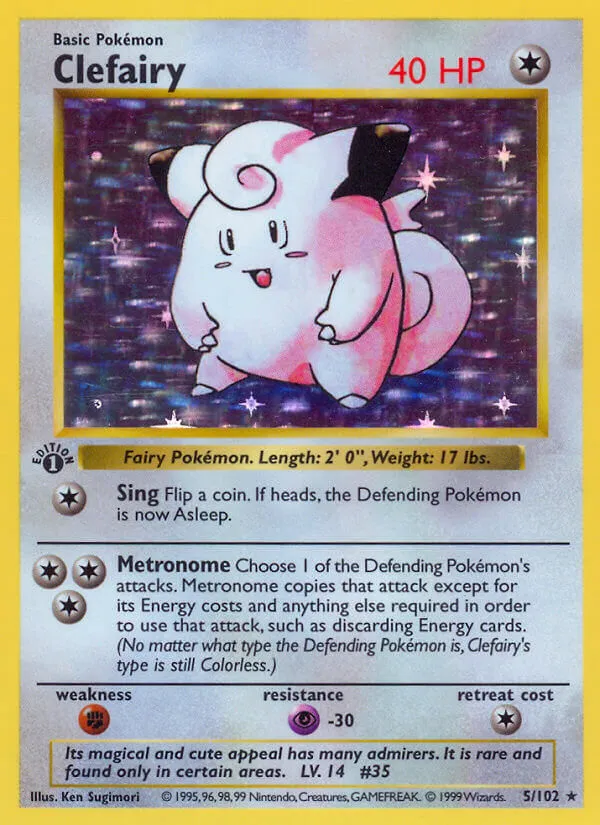 Basic Pokémon
Clefairy
40 HP
EDITION
1
Fairy Pokémon. Length: 2' 0", Weight: 17 lbs.
Sing Flip a coin. If heads, the Defending Pokémon
is now Asleep.
Metronome Choose 1 of the Defending Pokémon's
attacks. Metronome copies that attack except for
its Energy costs and anything else required in order
to use that attack, such as discarding Energy cards.
(No matter what type the Defending Pokémon is, Clefairy's
type is still Colorless.)
weakness resistance retreat cost
-30
Its magical and cute appeal has many admirers. It is rare and
found only in certain areas. LV. 14 #35
Illus. Ken Sugimori © 1995, 96, 98, 99 Nintendo, Creatures, GAMEFREAK. © 1999 Wizards. 5/102 ★